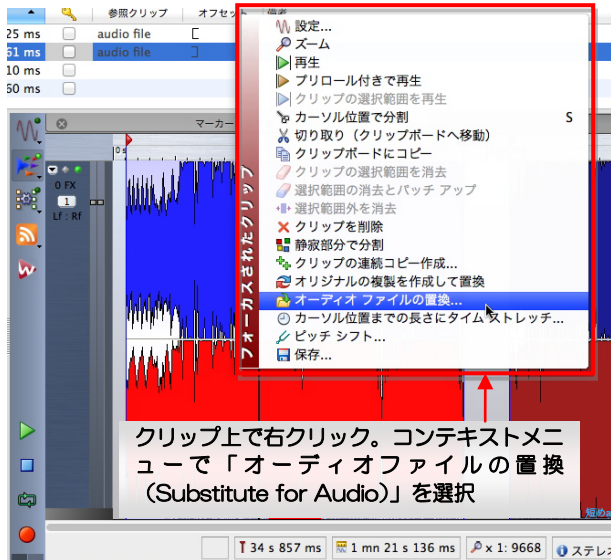 参照クリップ オフセット 備考
25 ms audio file
51 ms audio file
10 ms
60 ms
マーカー
0 s
0 FX
1
Lf : Rf
フォーカスされたクリップ
設定...
ズーム
再生
プリロール付きで再生
クリップの選択範囲を再生
カーソル位置で分割 S
切り取り（クリップボードへ移動）
クリップボードにコピー
クリップの選択範囲を消去
選択範囲の消去とパッチ アップ
選択範囲外を消去
クリップを削除
静寂部分で分割
クリップの連続コピー作成...
オリジナルの複製を作成して置換
オーディオ ファイルの置換...
カーソル位置までの長さにタイム ストレッチ...
ピッチ シフト...
保存...
クリップ上で右クリック。コンテキストメニ
ューで「オーディオファイルの置換
（Substitute for Audio）」を選択
短めa
34 s 857 ms 1 mn 21 s 136 ms x 1: 9668 ステレオ